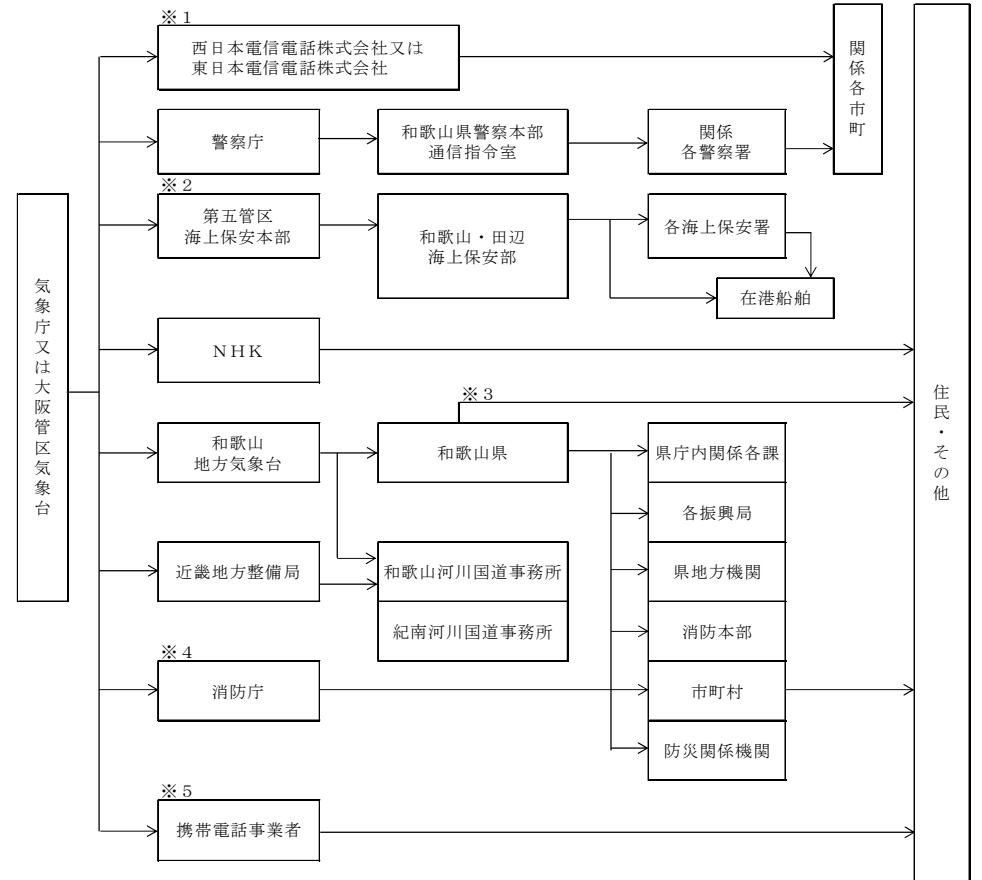 ※1
西日本電信電話株式会社又は
東日本電信電話株式会社
関係各市町
警察庁
和歌山県警察本部
通信指令室
関係
各警察署
※2
第五管区
海上保安本部
和歌山・田辺
海上保安部
各海上保安署
在港船舶
気象庁又は大阪管区気象台
NHK
住民・その他
※3
和歌山
地方気象台
和歌山県
県庁内関係各課
各振興局
近畿地方整備局
和歌山河川国道事務所
県地方機関
紀南河川国道事務所
消防本部
※4
消防庁
市町村
防災関係機関
※5
携帯電話事業者